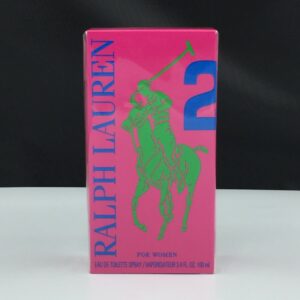 RALPH LAUREN
2
FOR WOMEN
EAU DE TOILETTE SPRAY / VAPORISATEUR 3.4 FL. OZ. 100 ml